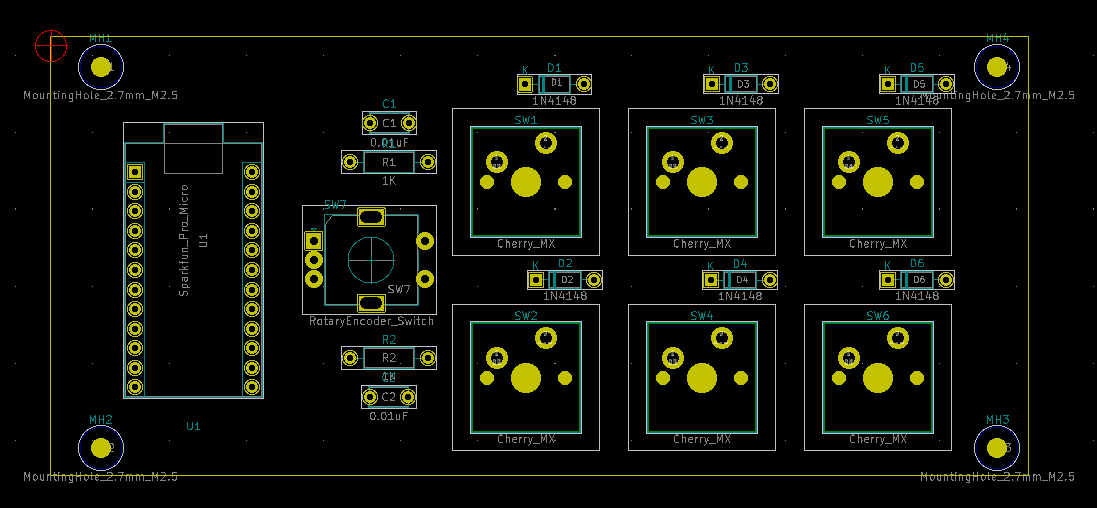 MH1
MH4
MountingHole_2.7mm_M2.5
MountingHole_2.7mm_M2.5
K
D1
D1
1N4148
K
D3
D3
1N4148
K
D5
D5
1N4148
C1
C1
0.01uF
R1
R1
1K
SW1
SW3
SW5
Sparkfun_Pro_Micro
U1
SW7
SW7
RotaryEncoder_Switch
Cherry_MX
Cherry_MX
Cherry_MX
K
D2
D2
1N4148
K
D4
D4
1N4148
K
D6
D6
1N4148
SW2
SW4
SW6
R2
R2
1K
C2
C2
0.01uF
Cherry_MX
Cherry_MX
Cherry_MX
U1
MH2
MH3
MountingHole_2.7mm_M2.5
MountingHole_2.7mm_M2.5